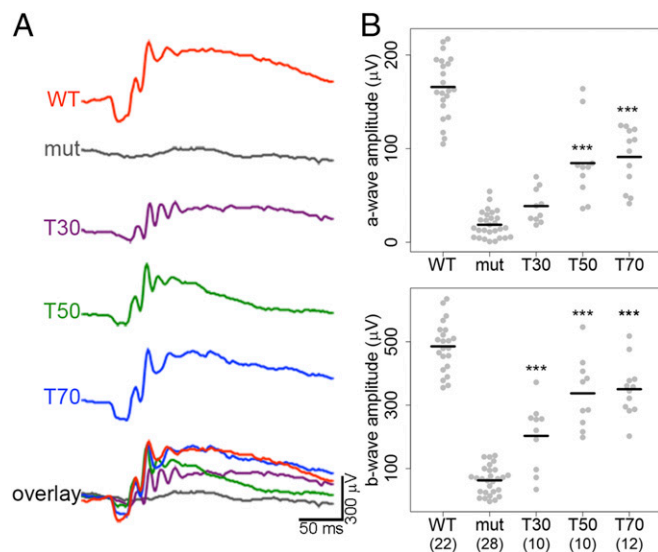 A
WT
mut
T30
T50
T70
overlay
50 ms
300 μV
B
a-wave amplitude (μV)
200
100
0
***
***
WT mut T30 T50 T70
b-wave amplitude (μV)
500
300
100
***
***
***
WT mut T30 T50 T70
(22) (28) (10) (10) (12)